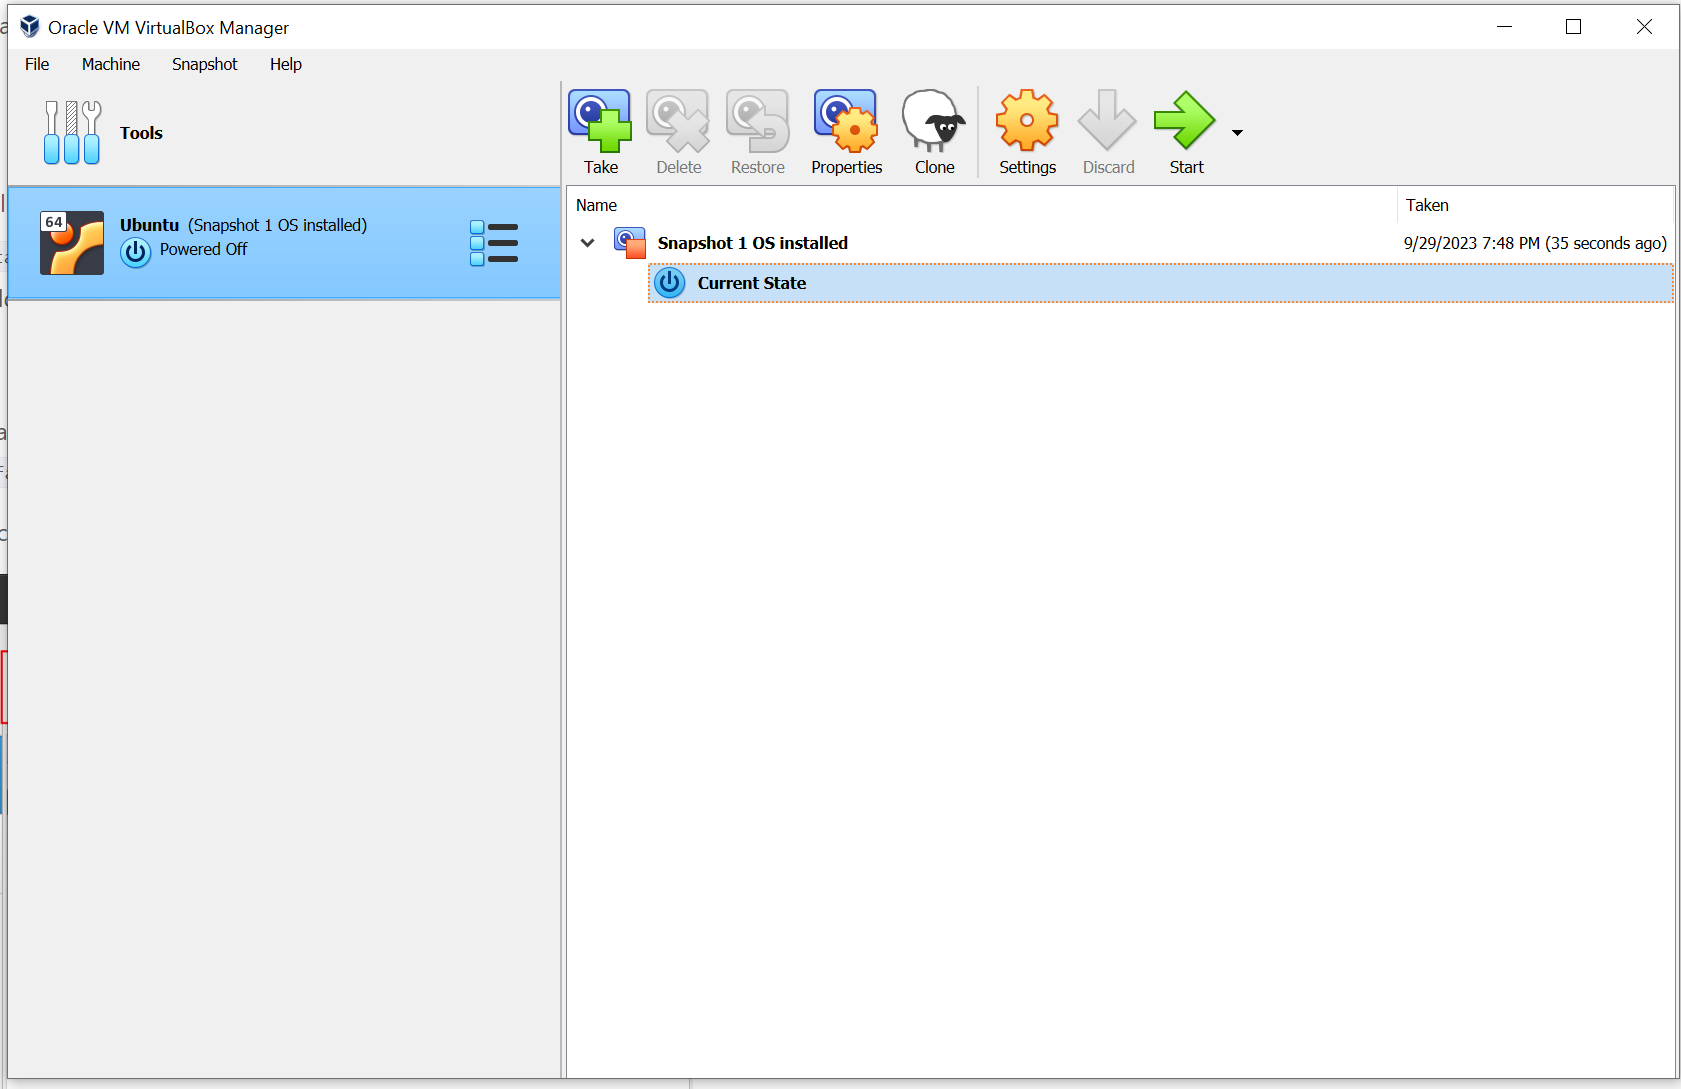 Oracle VM VirtualBox Manager
File Machine Snapshot Help
Tools
Take Delete Restore Properties Clone Settings Discard Start
64
Ubuntu (Snapshot 1 OS installed)
Powered Off
Name Taken
Snapshot 1 OS installed 9/29/2023 7:48 PM (35 seconds ago)
Current State